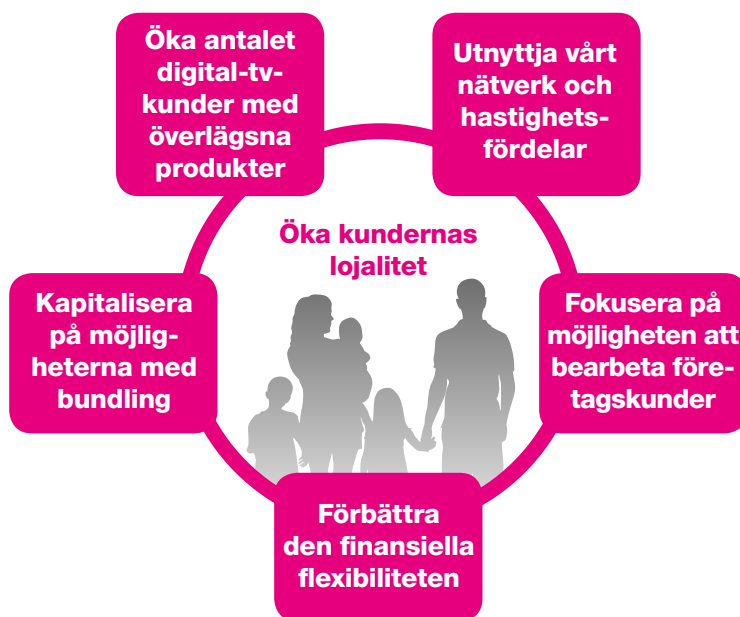 Öka antalet
digital-tv-
kunder med
överlägsna
produkter
Utnyttja vårt
nätverk och
hastighets-
fördelar
Öka kundernas
lojalitet
Kapitalisera
på möjlig-
heterna med
bundling
Fokusera på
möjligheten att
bearbeta före-
tagskunder
Förbättra
den finansiella
flexibiliteten